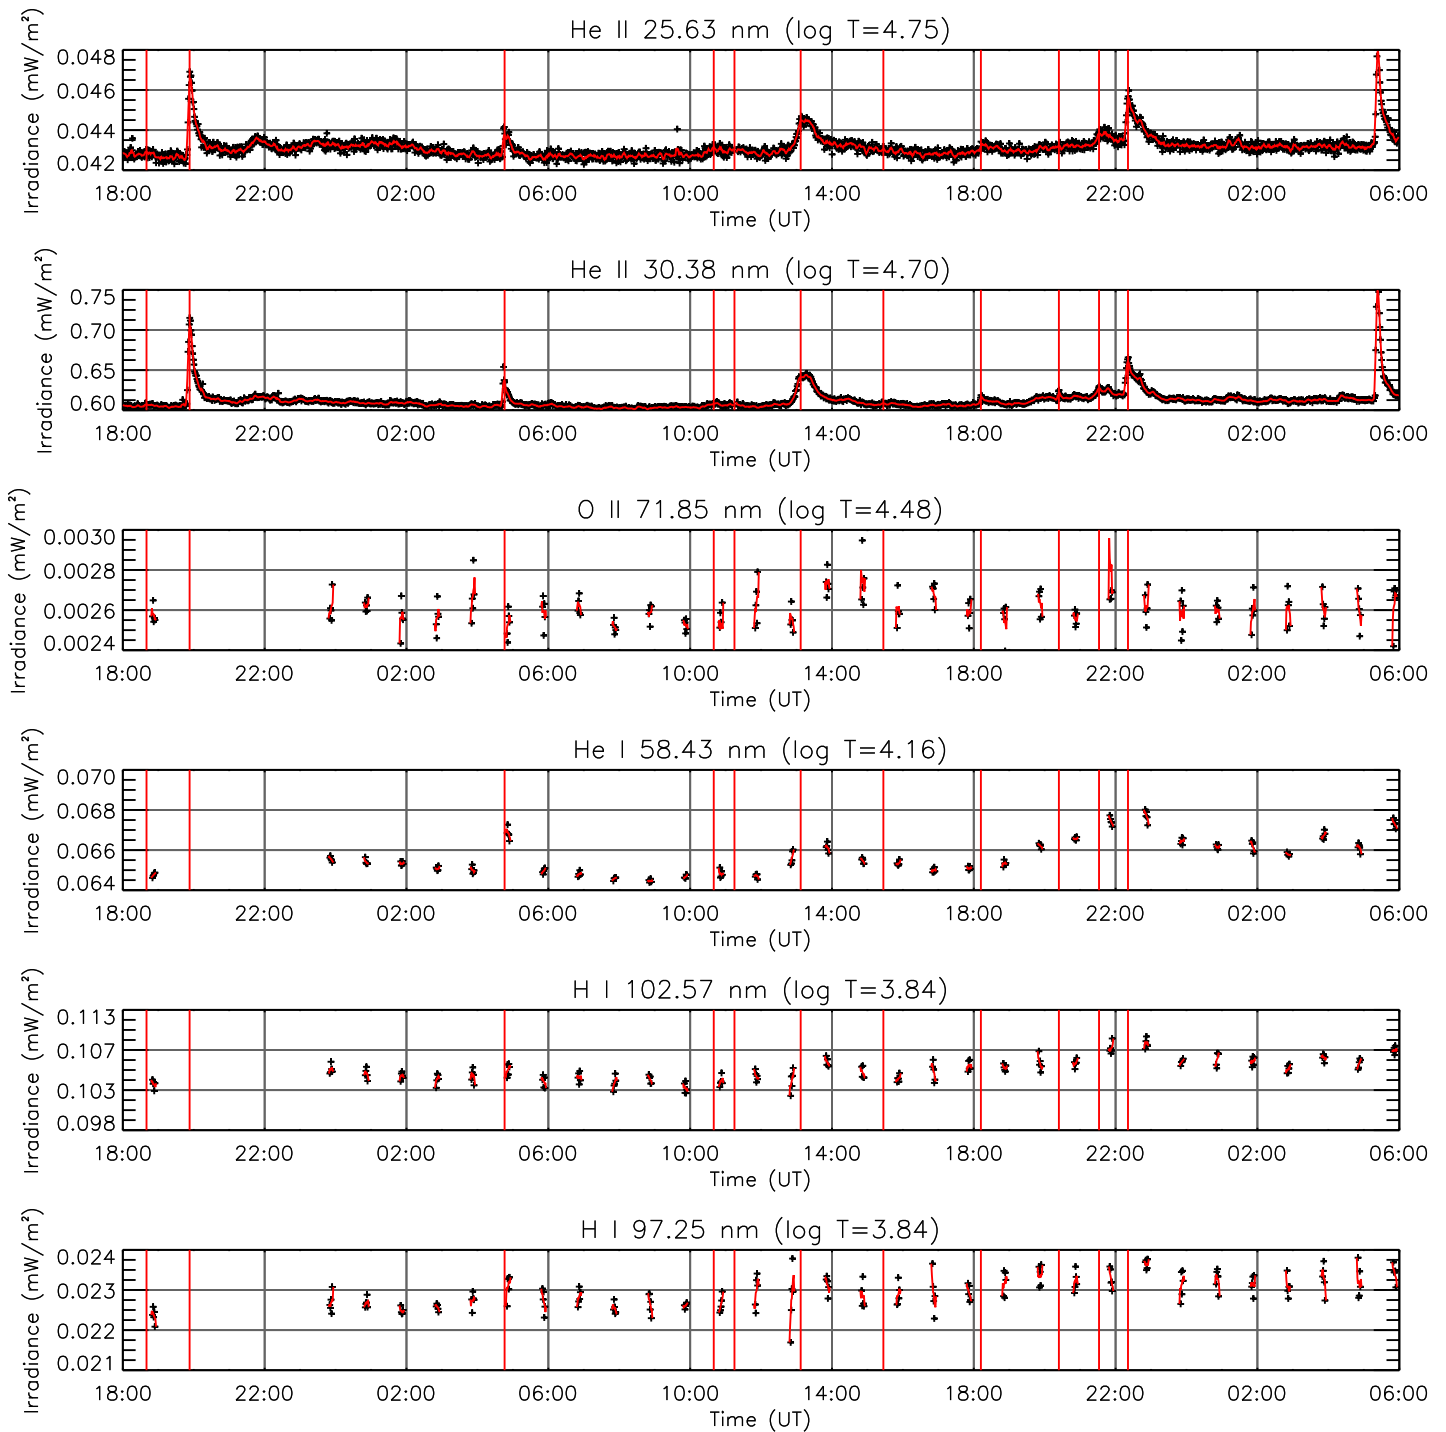 He II 25.63 nm (log T=4.75)
Irradiance (mW/m²)
0.048
0.046
0.044
0.042
18:00 22:00 02:00 06:00 10:00 14:00 18:00 22:00 02:00 06:00
Time (UT)
He II 30.38 nm (log T=4.70)
Irradiance (mW/m²)
0.75
0.70
0.65
0.60
18:00 22:00 02:00 06:00 10:00 14:00 18:00 22:00 02:00 06:00
Time (UT)
O II 71.85 nm (log T=4.48)
Irradiance (mW/m²)
0.0030
0.0028
0.0026
0.0024
18:00 22:00 02:00 06:00 10:00 14:00 18:00 22:00 02:00 06:00
Time (UT)
He I 58.43 nm (log T=4.16)
Irradiance (mW/m²)
0.070
0.068
0.066
0.064
18:00 22:00 02:00 06:00 10:00 14:00 18:00 22:00 02:00 06:00
Time (UT)
H I 102.57 nm (log T=3.84)
Irradiance (mW/m²)
0.113
0.107
0.103
0.098
18:00 22:00 02:00 06:00 10:00 14:00 18:00 22:00 02:00 06:00
Time (UT)
H I 97.25 nm (log T=3.84)
Irradiance (mW/m²)
0.024
0.023
0.022
0.021
18:00 22:00 02:00 06:00 10:00 14:00 18:00 22:00 02:00 06:00
Time (UT)